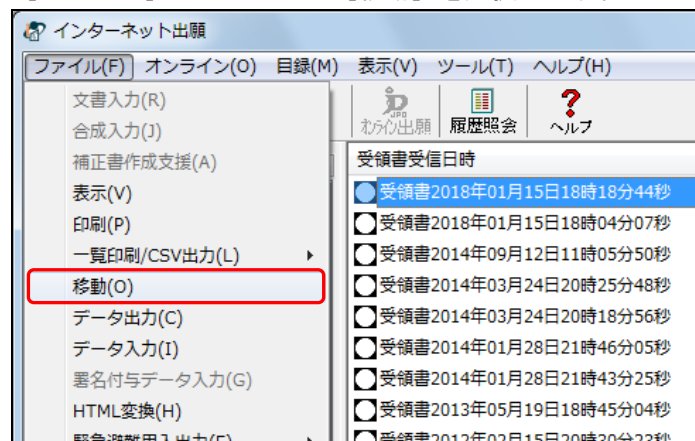 インターネット出願
ファイル(F) オンライン(O) 目録(M) 表示(V) ツール(T) ヘルプ(H)
文書入力(R)
合成入力(J)
補正書作成支援(A)
表示(V)
印刷(P)
一覧印刷/CSV出力(L)
移動(O)
データ出力(C)
データ入力(I)
署名付与データ入力(G)
HTML変換(H)
オンライン出願 履歴照会 ヘルプ
受領書受信日時
受領書2018年01月15日18時18分44秒
受領書2018年01月15日18時04分07秒
受領書2014年09月12日11時05分50秒
受領書2014年03月24日20時25分48秒
受領書2014年03月24日20時18分56秒
受領書2014年01月28日21時46分05秒
受領書2014年01月28日21時43分25秒
受領書2013年05月19日18時45分04秒